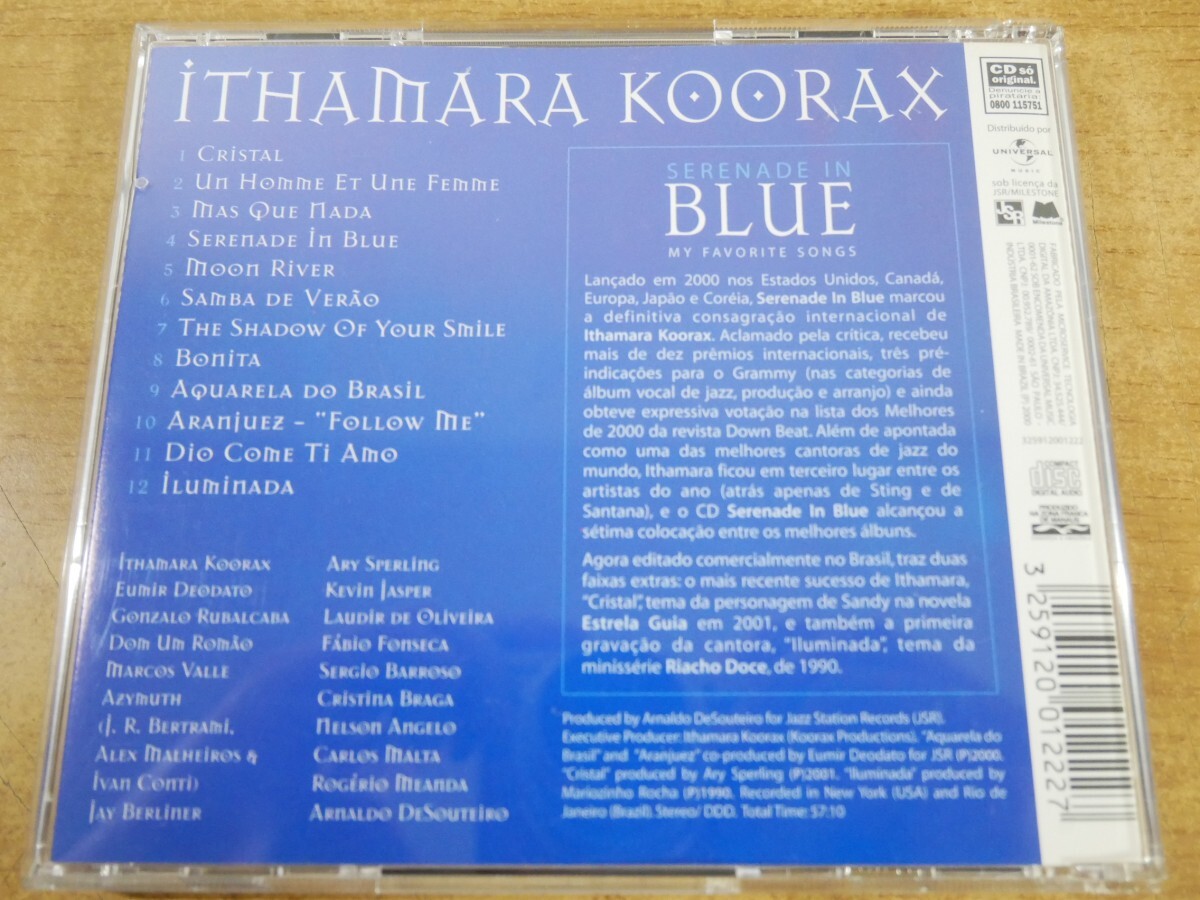 ITHAMARA KOORAX
1 Cristal
2 Un Homme Et Une Femme
3 Mas Que Nada
4 Serenade In Blue
5 Moon River
6 Samba de Verão
7 The Shadow Of Your Smile
8 Bonita
9 Aquarela do Brasil
10 Aranjuez - "Follow Me"
11 Dio Come Ti Amo
12 Iluminada
Ithamara Koorax
Eumir Deodato
Gonzalo Rubalcaba
Dom Um Romão
Marcos Valle
Azymuth
(J. R. Bertrami,
Alex Malheiros &
Ivan Conti)
Jay Berliner
Ary Sperling
Kevin Jasper
Laudir de Oliveira
Fábio Fonseca
Sergio Barroso
Cristina Braga
Nelson Angelo
Carlos Malta
Rogério Meanda
Arnaldo DeSouteiro
SERENADE IN
BLUE
MY FAVORITE SONGS
Lançado em 2000 nos Estados Unidos, Canadá,
Europa, Japão e Coréia, Serenade In Blue marcou
a definitiva consagração internacional de
Ithamara Koorax. Aclamado pela crítica, recebeu
mais de dez prêmios internacionais, três pré-
indicações para o Grammy (nas categorias de
álbum vocal de jazz, produção e arranjo) e ainda
obteve expressiva votação na lista dos Melhores
de 2000 da revista Down Beat. Além de apontada
como uma das melhores cantoras de jazz do
mundo, Ithamara ficou em terceiro lugar entre os
artistas do ano (atrás apenas de Sting e de
Santana), e o CD Serenade In Blue alcançou a
sétima colocação entre os melhores álbuns.
Agora editado comercialmente no Brasil, traz duas
faixas extras: o mais recente sucesso de Ithamara,
"Cristal", tema da personagem de Sandy na novela
Estrela Guia em 2001, e também a primeira
gravação da cantora, "Iluminada", tema da
minissérie Riacho Doce, de 1990.
Produced by Arnaldo DeSouteiro for Jazz Station Records (JSR).
Executive Producer: Ithamara Koorax (Koorax Productions). "Aquarela do
Brasil" and "Aranjuez" co-produced by Eumir Deodato for JSR (P)2000.
"Cristal" produced by Ary Sperling (P)2001. "Iluminada" produced by
Mariozinho Rocha (P)1990. Recorded in New York (USA) and Rio de
Janeiro (Brazil). Stereo/ DDD. Total Time: 57:10
CD só
original.
Denuncie a
pirataria:
0800 115751
Distribuído por
UNIVERSAL
MUSIC
sob licença da
JSR/MILESTONE
JSR
Milestone
325912001222
COMPACT
disc
DIGITAL AUDIO
PRODUZIDO
NA ZONA FRANCA
DE MANAUS
3 259120 012227